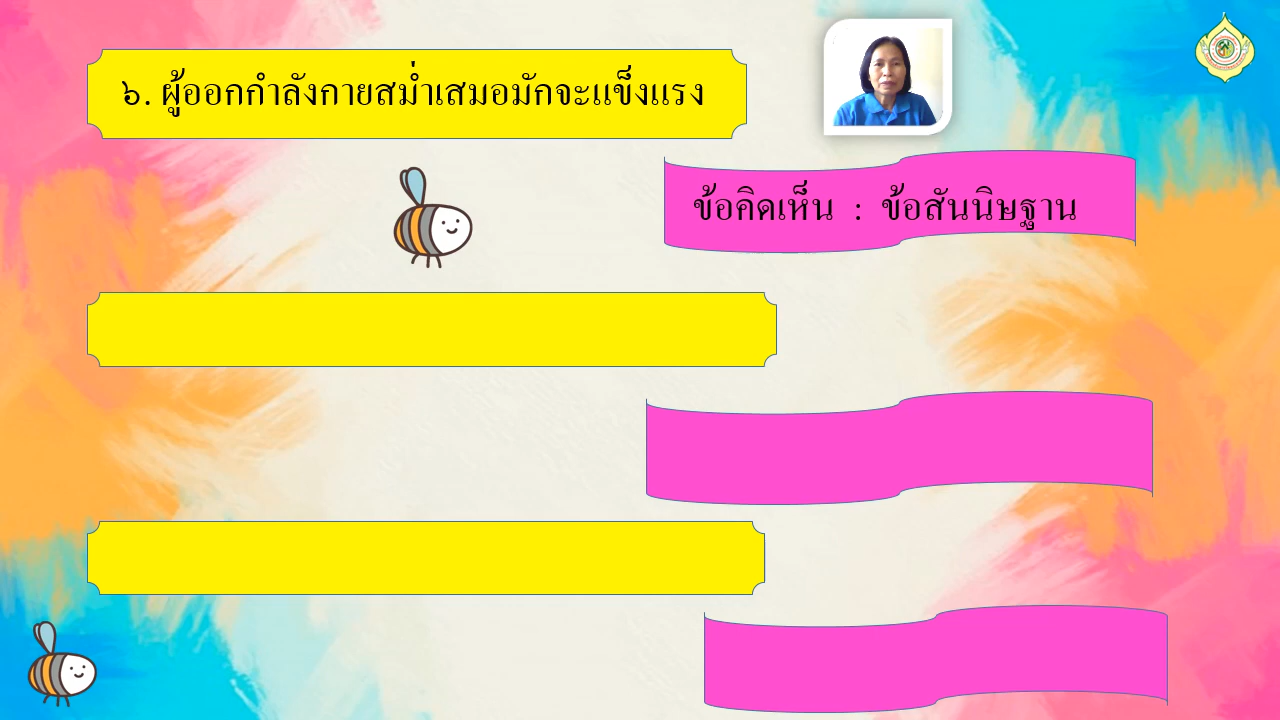 ๖. ผู้ออกกำลังกายสม่ำเสมอมักจะแข็งแรง
ข้อคิดเห็น : ข้อสันนิษฐาน